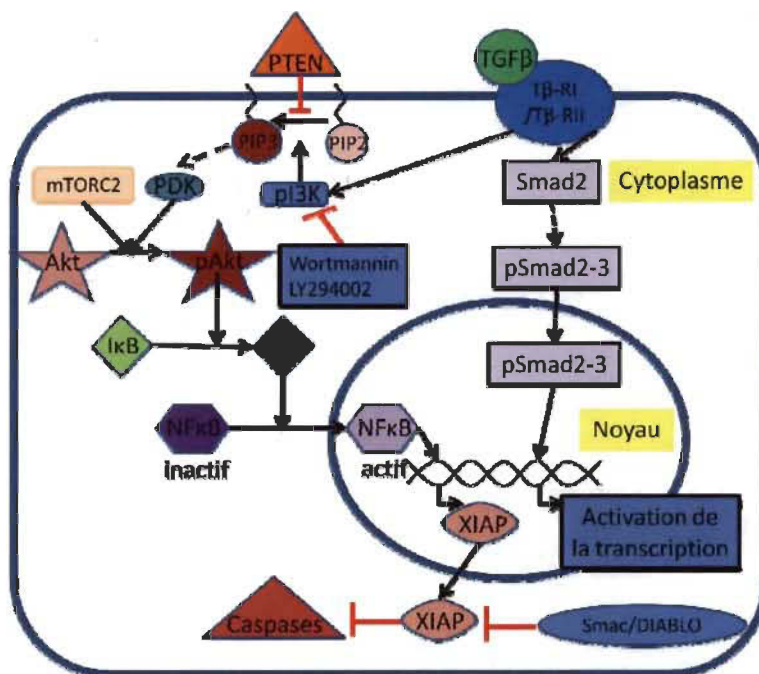 PTEN
TGFβ
Tβ-RI
/Tβ-RII
PIP3
PIP2
mTORC2
PDK
pI3K
Smad2
Cytoplasme
Akt
pAkt
Wortmannin
LY294002
pSmad2-3
IκB
pSmad2-3
NFκB
NFκB
Noyau
inactif
actif
XIAP
Activation de
la transcription
Caspases
XIAP
Smac/DIABLO